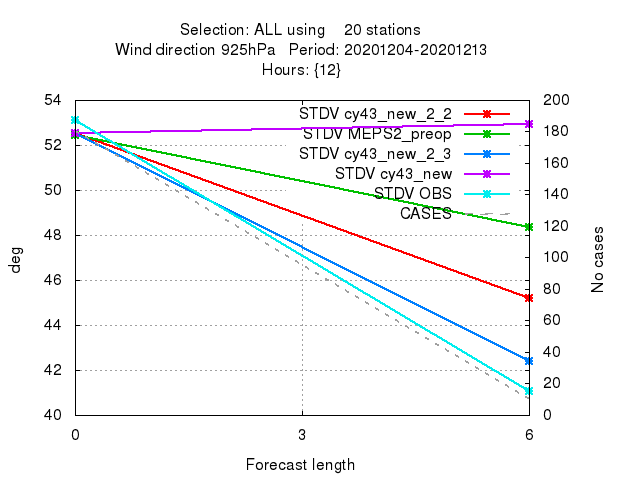 Selection: ALL using 20 stations
Wind direction 925hPa Period: 20201204-20201213
Hours: {12}
STDV cy43_new_2_2
STDV MEPS2_preop
STDV cy43_new_2_3
STDV cy43_new
STDV OBS
CASES
54
52
50
48
46
44
42
40
deg
200
180
160
140
120
100
80
60
40
20
0
No cases
0 3 6
Forecast length